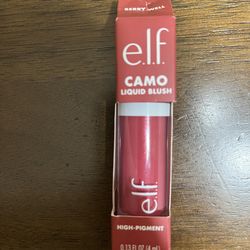 BERRY WELL
e.l.f.
CAMO
LIQUID BLUSH
e.l.f.
HIGH-PIGMENT
0.13 FL OZ (4 mL)